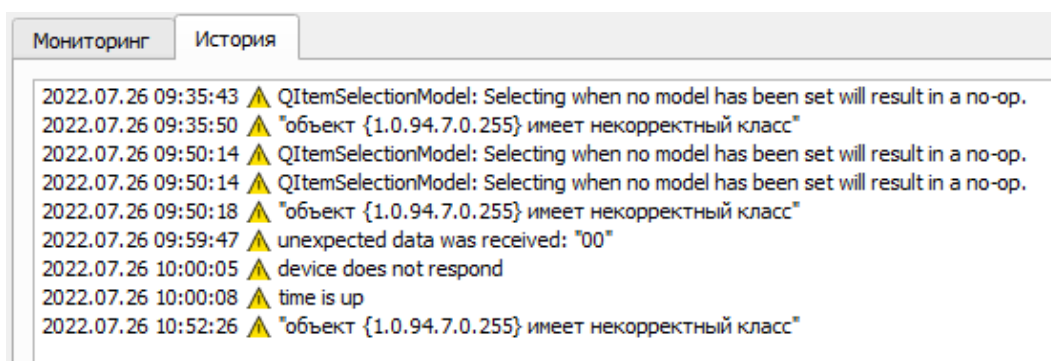 Мониторинг
История
2022.07.26 09:35:43 QItemSelectionModel: Selecting when no model has been set will result in a no-op.
2022.07.26 09:35:50 "объект {1.0.94.7.0.255} имеет некорректный класс"
2022.07.26 09:50:14 QItemSelectionModel: Selecting when no model has been set will result in a no-op.
2022.07.26 09:50:14 QItemSelectionModel: Selecting when no model has been set will result in a no-op.
2022.07.26 09:50:18 "объект {1.0.94.7.0.255} имеет некорректный класс"
2022.07.26 09:59:47 unexpected data was received: "00"
2022.07.26 10:00:05 device does not respond
2022.07.26 10:00:08 time is up
2022.07.26 10:52:26 "объект {1.0.94.7.0.255} имеет некорректный класс"